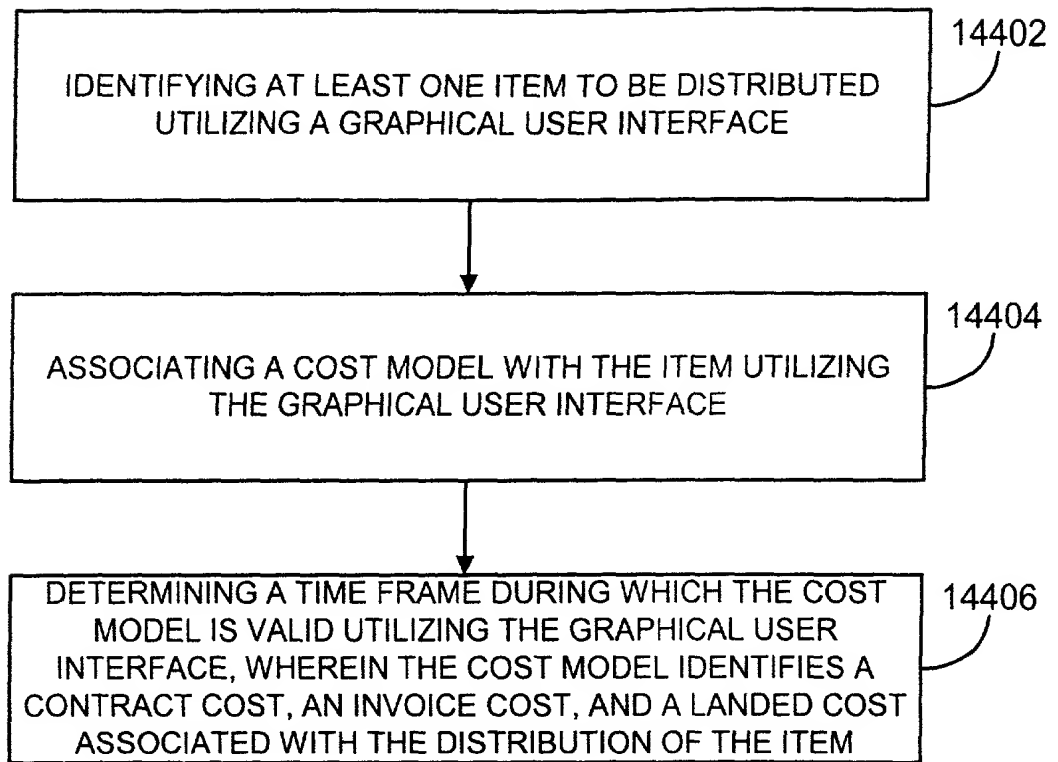 14402
IDENTIFYING AT LEAST ONE ITEM TO BE DISTRIBUTED
UTILIZING A GRAPHICAL USER INTERFACE
14404
ASSOCIATING A COST MODEL WITH THE ITEM UTILIZING
THE GRAPHICAL USER INTERFACE
14406
DETERMINING A TIME FRAME DURING WHICH THE COST
MODEL IS VALID UTILIZING THE GRAPHICAL USER
INTERFACE, WHEREIN THE COST MODEL IDENTIFIES A
CONTRACT COST, AN INVOICE COST, AND A LANDED COST
ASSOCIATED WITH THE DISTRIBUTION OF THE ITEM